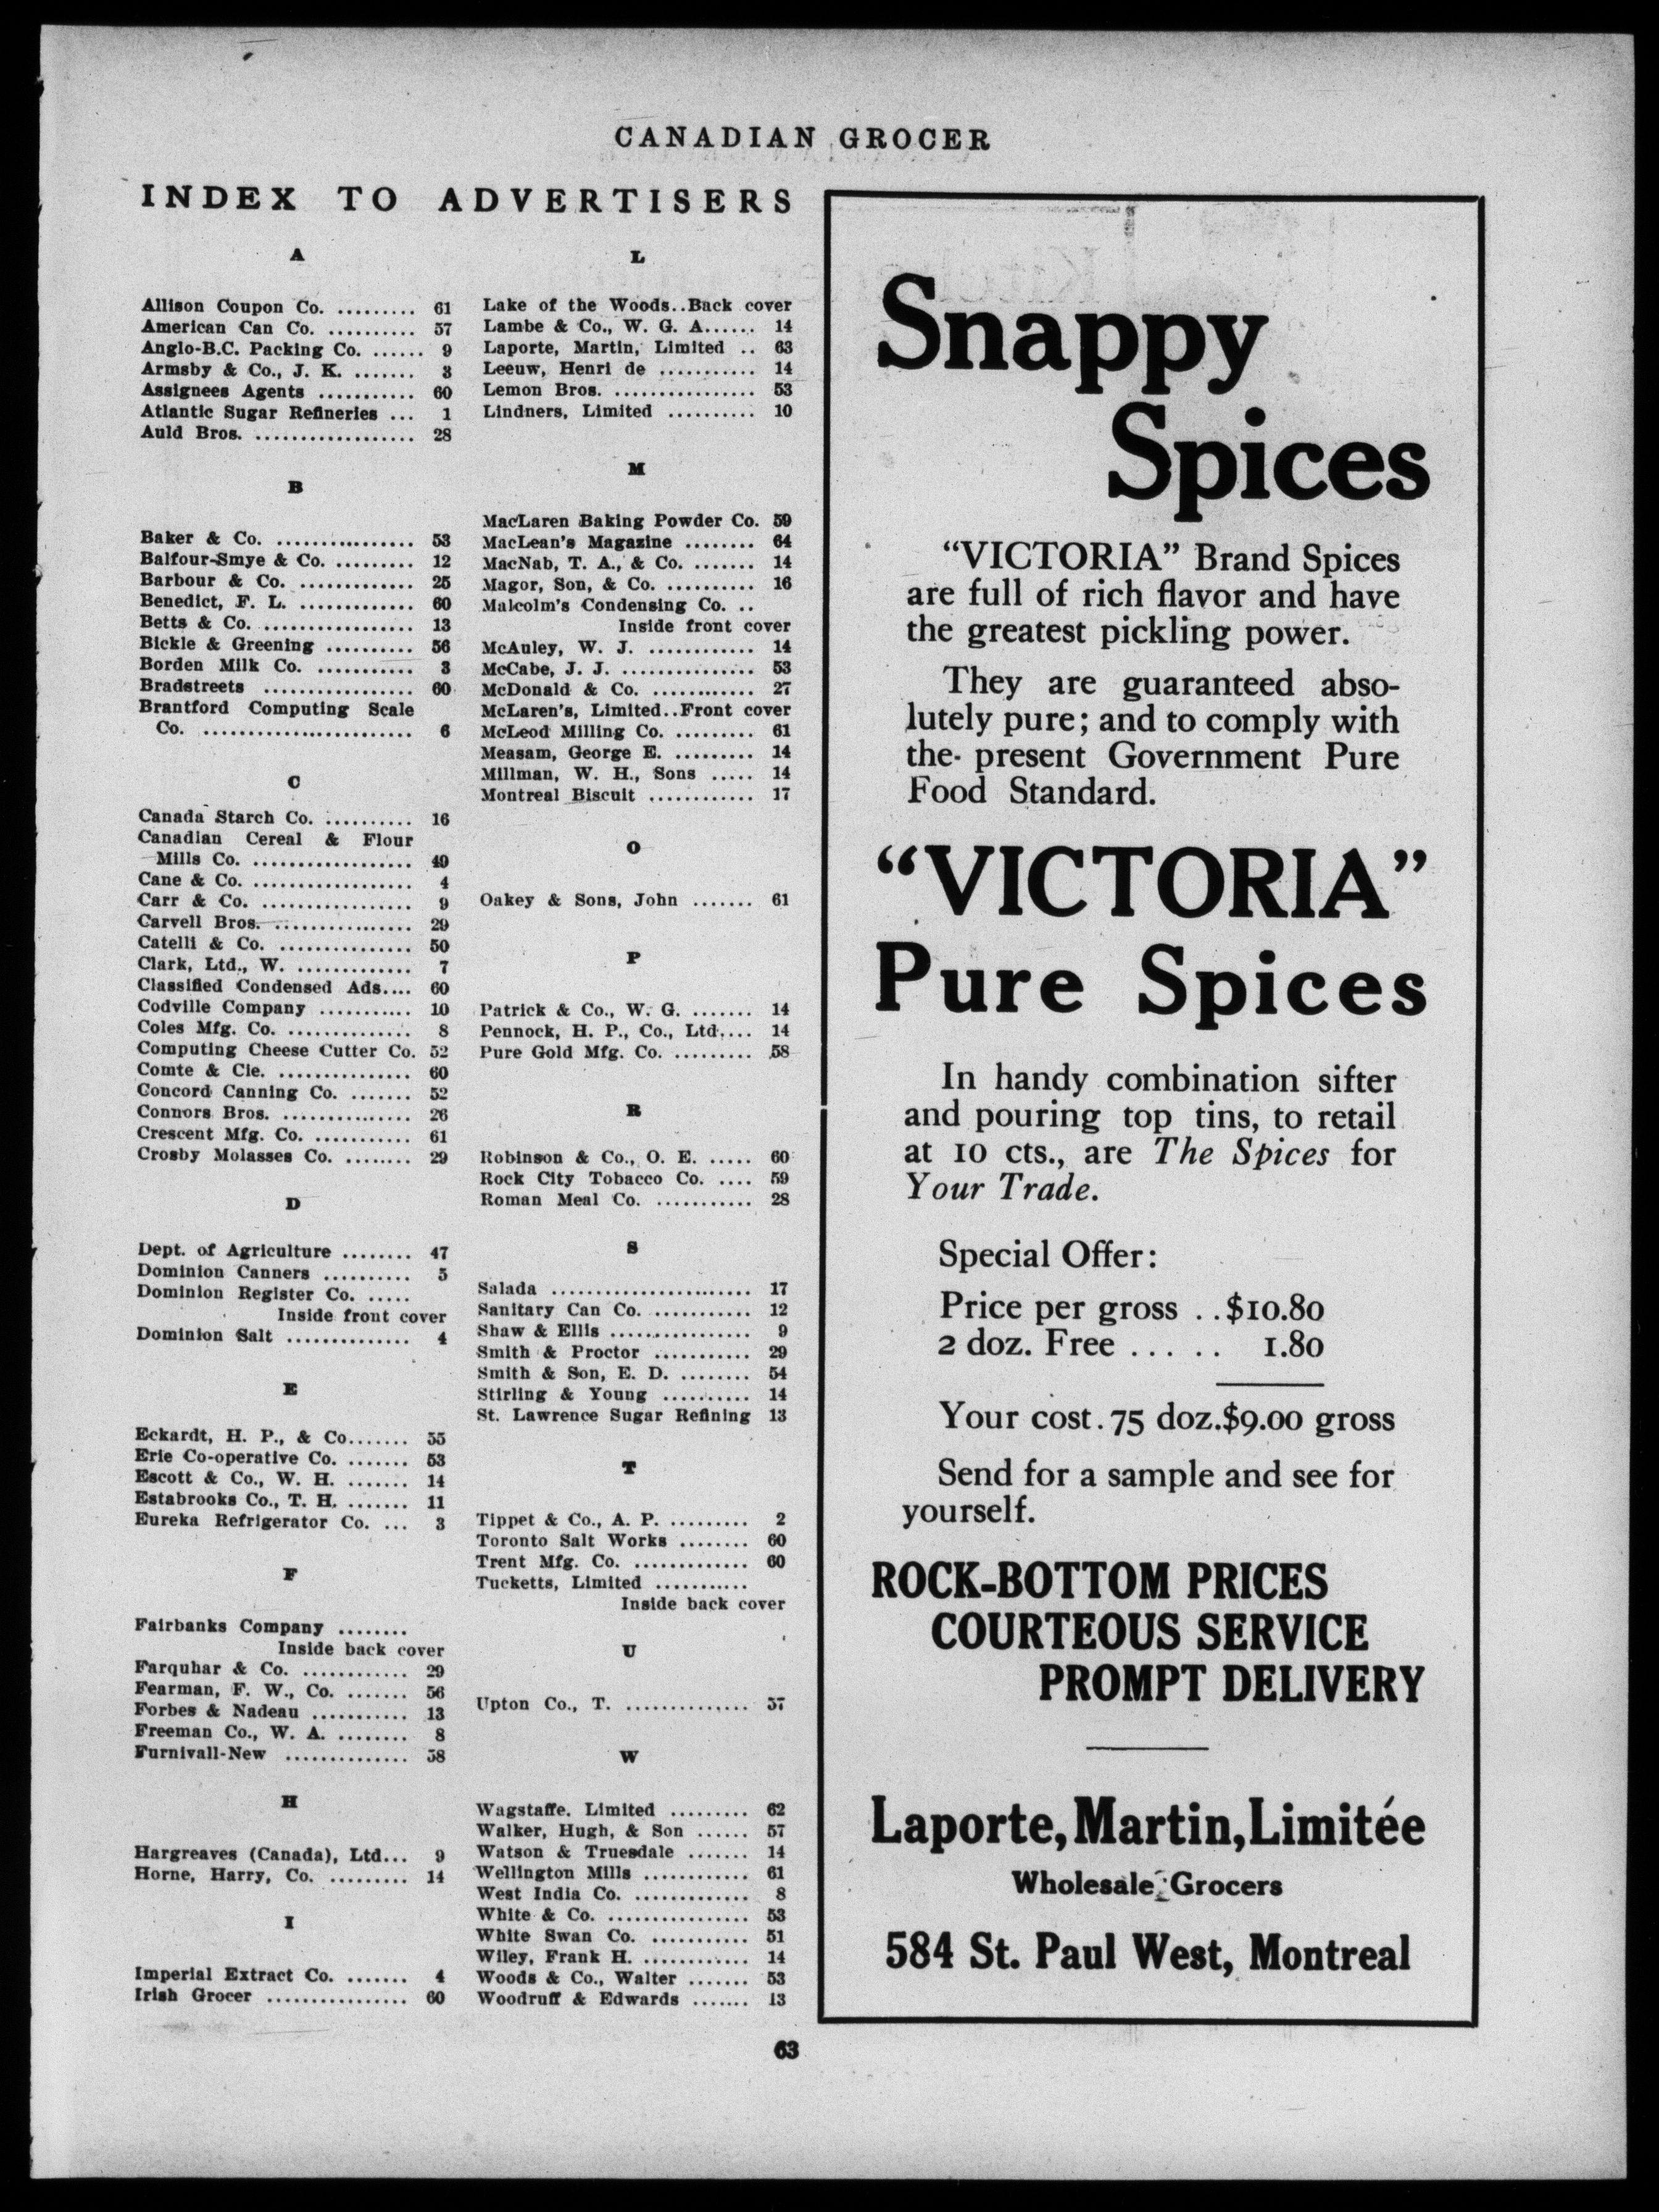 CANADIAN GROCER
INDEX TO ADVERTISERS
A
Allison Coupon Co. ......... 61
American Can Co. .......... 57
Anglo-B.C. Packing Co. ...... 9
Armsby & Co., J. K. ....... 3
Assignees Agents ........... 60
Atlantic Sugar Refineries ... 1
Auld Bros. .................. 28
B
Baker & Co. ................ 53
Balfour-Smye & Co. ......... 12
Barbour & Co. ............. 25
Benedict, F. L. ............. 60
Betts & Co. ................. 13
Bickle & Greening .......... 56
Borden Milk Co. ........... 3
Bradstreets ................. 60
Brantford Computing Scale
Co. ........................ 6
C
Canada Starch Co. .......... 16
Canadian Cereal & Flour
Mills Co. .................. 49
Cane & Co. .................. 4
Carr & Co. ................. 9
Carvell Bros. ................ 29
Catelli & Co. ............... 50
Clark, Ltd., W. ............. 7
Classified Condensed Ads.... 60
Codville Company ........... 10
Coles Mfg. Co. .............. 8
Computing Cheese Cutter Co. 52
Comte & Cie. ............... 60
Concord Canning Co. ....... 52
Connors Bros. ............... 26
Crescent Mfg. Co. ........... 61
Crosby Molasses Co. ........ 29
D
Dept. of Agriculture ........ 47
Dominion Canners .......... 5
Dominion Register Co. .....
Inside front cover
Dominion Salt .............. 4
E
Eckardt, H. P., & Co....... 55
Erie Co-operative Co. ....... 53
Escott & Co., W. H. ....... 14
Estabrooks Co., T. H. ....... 11
Eureka Refrigerator Co. ... 3
F
Fairbanks Company ........
Inside back cover
Farquhar & Co. ............ 29
Fearman, F. W., Co. ....... 56
Forbes & Nadeau ........... 13
Freeman Co., W. A. ........ 8
Furnivall-New .............. 58
H
Hargreaves (Canada), Ltd... 9
Horne, Harry, Co. ......... 14
I
Imperial Extract Co. ....... 4
Irish Grocer ................ 60
L
Lake of the Woods..Back cover
Lambe & Co., W. G. A...... 14
Laporte, Martin, Limited .. 63
Leeuw, Henri de ........... 14
Lemon Bros. ................ 53
Lindners, Limited .......... 10
M
MacLaren Baking Powder Co. 59
MacLean's Magazine ........ 64
MacNab, T. A., & Co. ....... 14
Magor, Son, & Co. .......... 16
Malcolm's Condensing Co. ..
Inside front cover
McAuley, W. J. ............ 14
McCabe, J. J. ............... 53
McDonald & Co. ............ 27
McLaren's, Limited..Front cover
McLeod Milling Co. ......... 61
Measam, George E. ......... 14
Millman, W. H., Sons ..... 14
Montreal Biscuit ............ 17
O
Oakey & Sons, John ....... 61
P
Patrick & Co., W. G. ....... 14
Pennock, H. P., Co., Ltd.... 14
Pure Gold Mfg. Co. ......... 58
R
Robinson & Co., O. E. ..... 60
Rock City Tobacco Co. .... 59
Roman Meal Co. ........... 28
S
Salada ....................... 17
Sanitary Can Co. ........... 12
Shaw & Ellis ................ 9
Smith & Proctor ........... 29
Smith & Son, E. D. ........ 54
Stirling & Young .......... 14
St. Lawrence Sugar Refining 13
T
Tippet & Co., A. P. ......... 2
Toronto Salt Works ........ 60
Trent Mfg. Co. ............. 60
Tucketts, Limited ...........
Inside back cover
U
Upton Co., T. .............. 57
W
Wagstaffe. Limited ......... 62
Walker, Hugh, & Son ...... 57
Watson & Truesdale ....... 14
Wellington Mills ............ 61
West India Co. ............. 8
White & Co. ................ 53
White Swan Co. ........... 51
Wiley, Frank H. ............ 14
Woods & Co., Walter ....... 53
Woodruff & Edwards ....... 13
Snappy
Spices
"VICTORIA" Brand Spices
are full of rich flavor and have
the greatest pickling power.
They are guaranteed abso-
lutely pure; and to comply with
the present Government Pure
Food Standard.
"VICTORIA"
Pure Spices
In handy combination sifter
and pouring top tins, to retail
at 10 cts., are The Spices for
Your Trade.
Special Offer:
Price per gross ..$10.80
2 doz. Free ..... 1.80
Your cost.75 doz.$9.00 gross
Send for a sample and see for
yourself.
ROCK-BOTTOM PRICES
COURTEOUS SERVICE
PROMPT DELIVERY
Laporte, Martin, Limitée
Wholesale Grocers
584 St. Paul West, Montreal
63